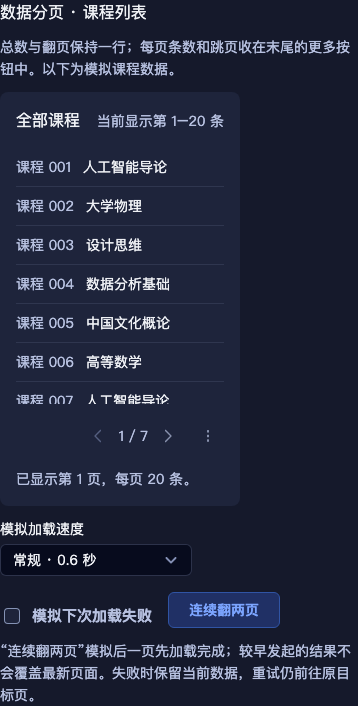 数据分页 · 课程列表
总数与翻页保持一行；每页条数和跳页收在末尾的更多按
钮中。以下为模拟课程数据。
全部课程 当前显示第 1–20 条
课程 001 人工智能导论
课程 002 大学物理
课程 003 设计思维
课程 004 数据分析基础
课程 005 中国文化概论
课程 006 高等数学
课程 007 人工智能导论
1 / 7
已显示第 1 页，每页 20 条。
模拟加载速度
常规 · 0.6 秒
模拟下次加载失败 连续翻两页
“连续翻两页”模拟后一页先加载完成；较早发起的结果不
会覆盖最新页面。失败时保留当前数据，重试仍前往原目
标页。